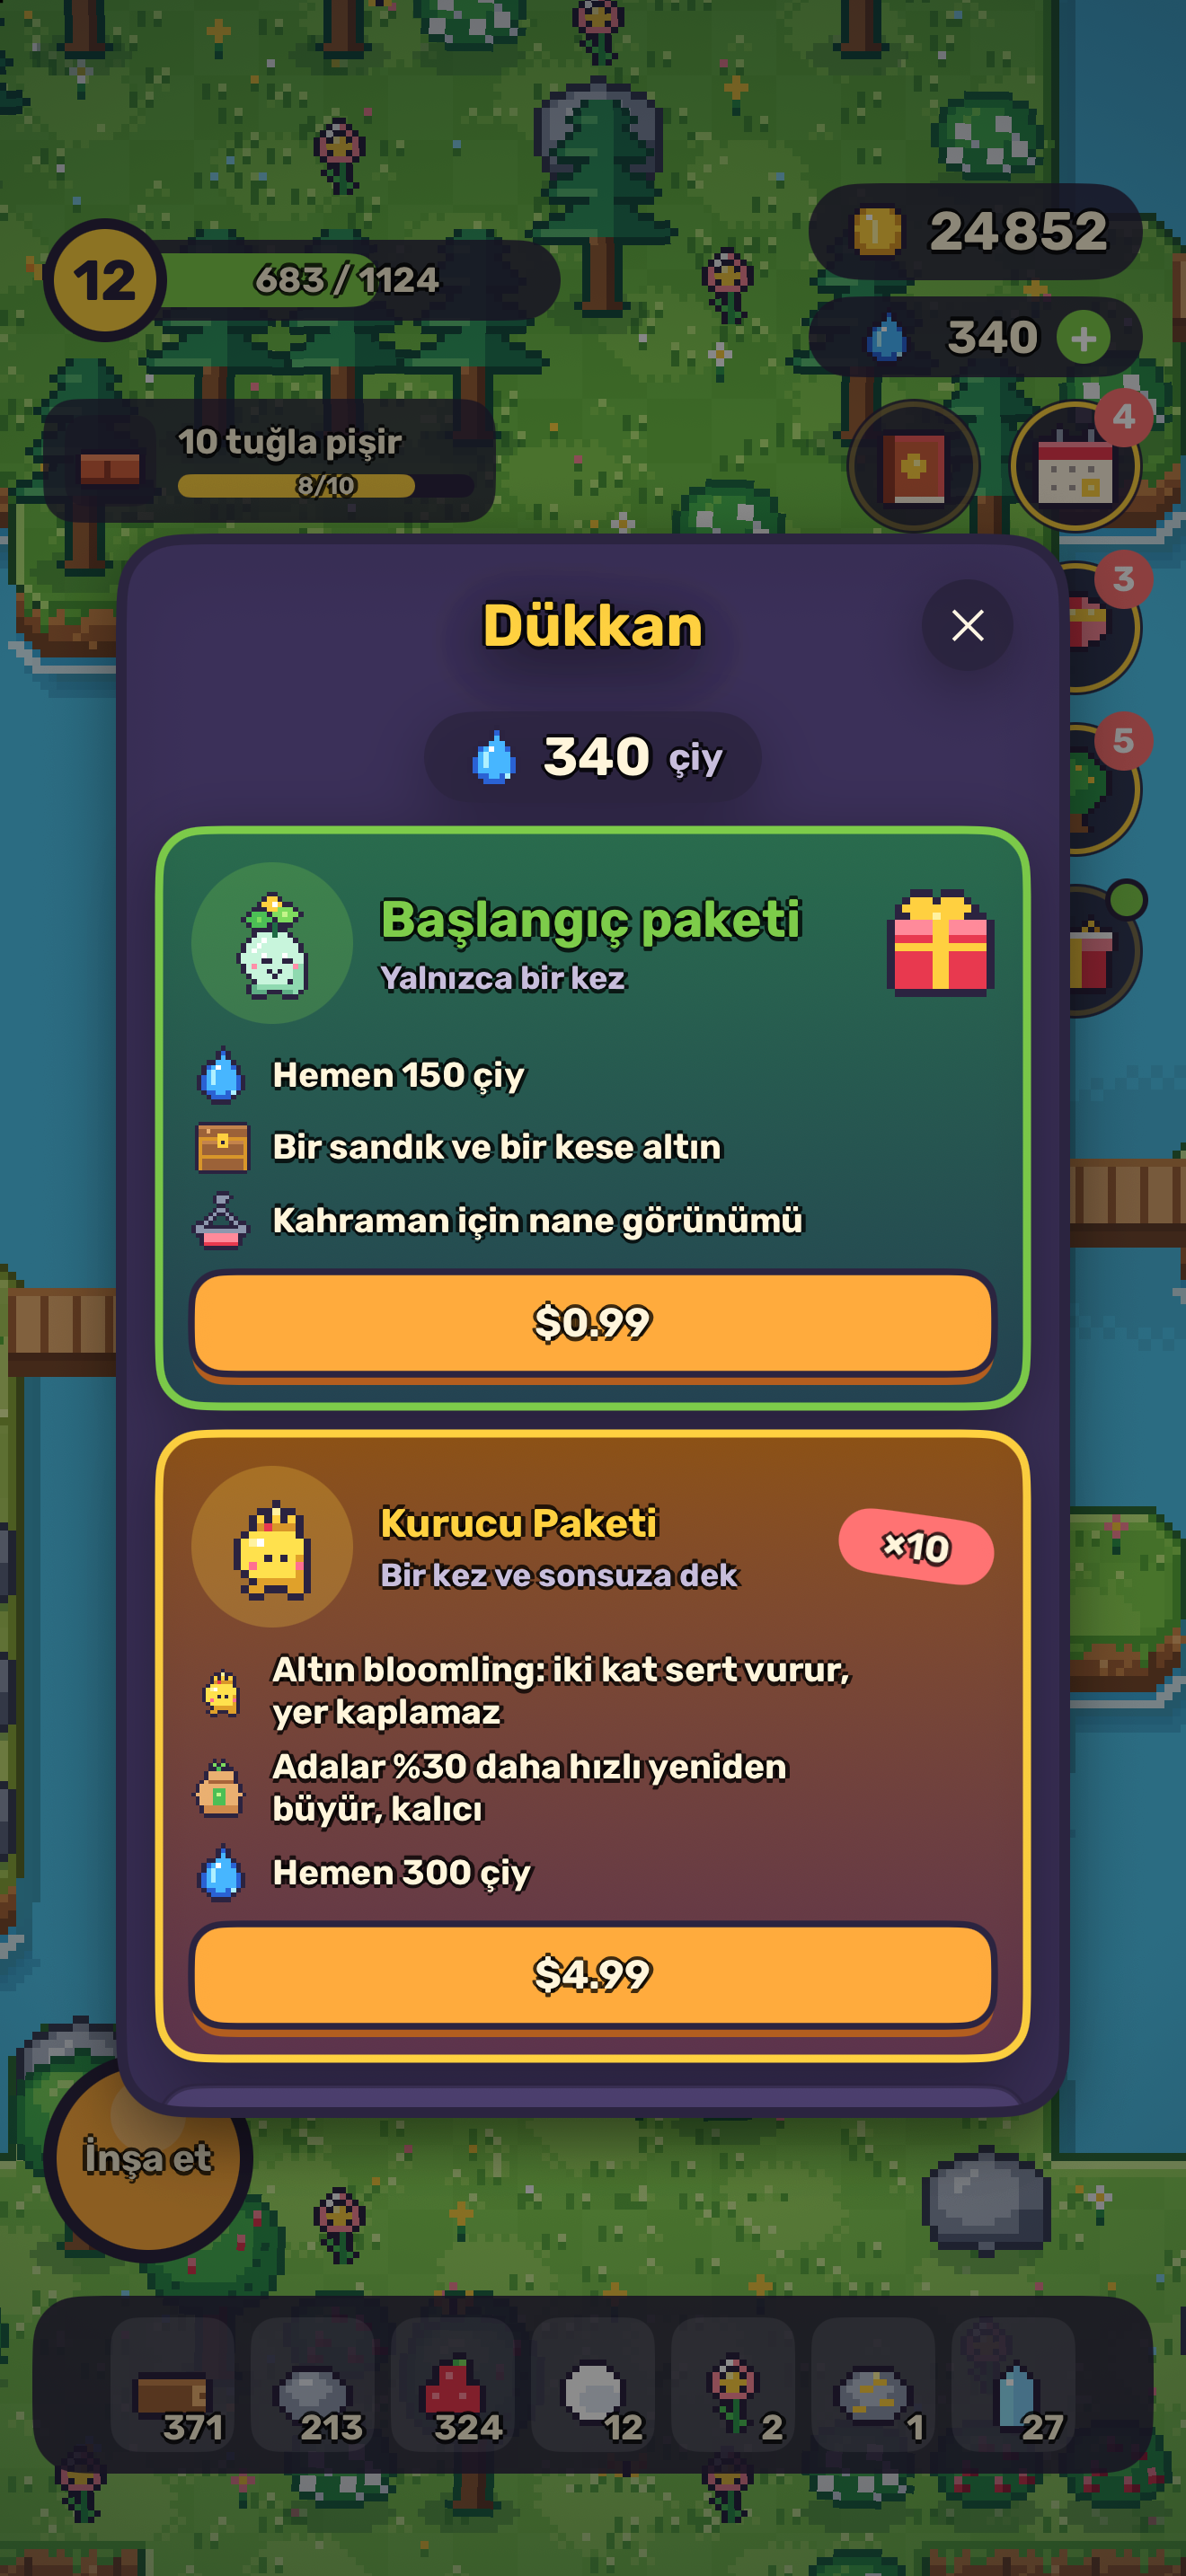 24852
12
683 / 1124
340
+
10 tuğla pişir
8/10
4
3
5
Dükkan
340 çiy
Başlangıç paketi
Yalnızca bir kez
Hemen 150 çiy
Bir sandık ve bir kese altın
Kahraman için nane görünümü
$0.99
Kurucu Paketi
Bir kez ve sonsuza dek
×10
Altın bloomling: iki kat sert vurur,
yer kaplamaz
Adalar %30 daha hızlı yeniden
büyür, kalıcı
Hemen 300 çiy
$4.99
İnşa et
371
213
324
12
2
1
27